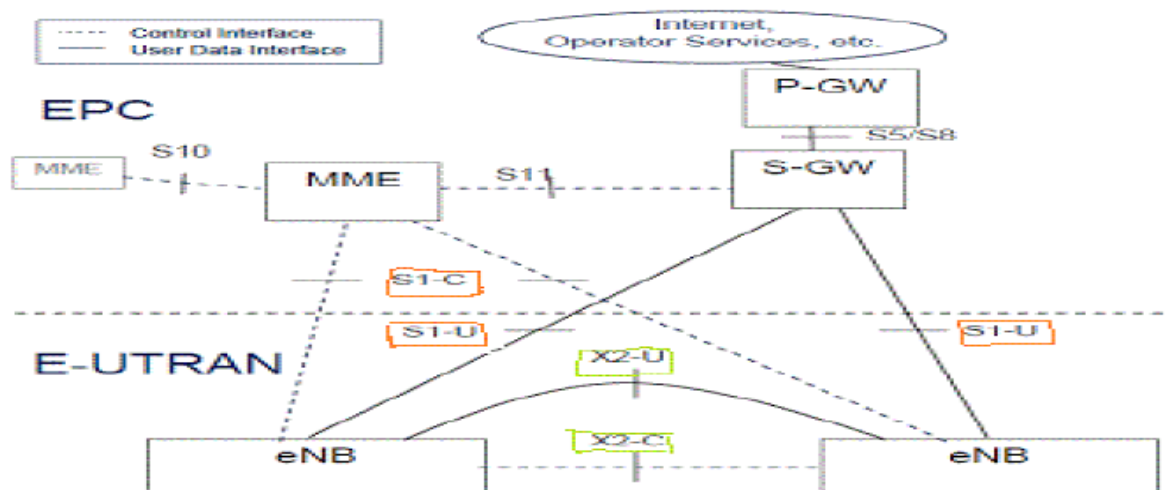 Control Interface
User Data Interface
Internet,
Operator Services, etc.
P-GW
EPC
S5/S8
S10
MME
MME
S11
S-GW
S1-C
S1-U
S1-U
E-UTRAN
X2-U
X2-C
eNB
eNB